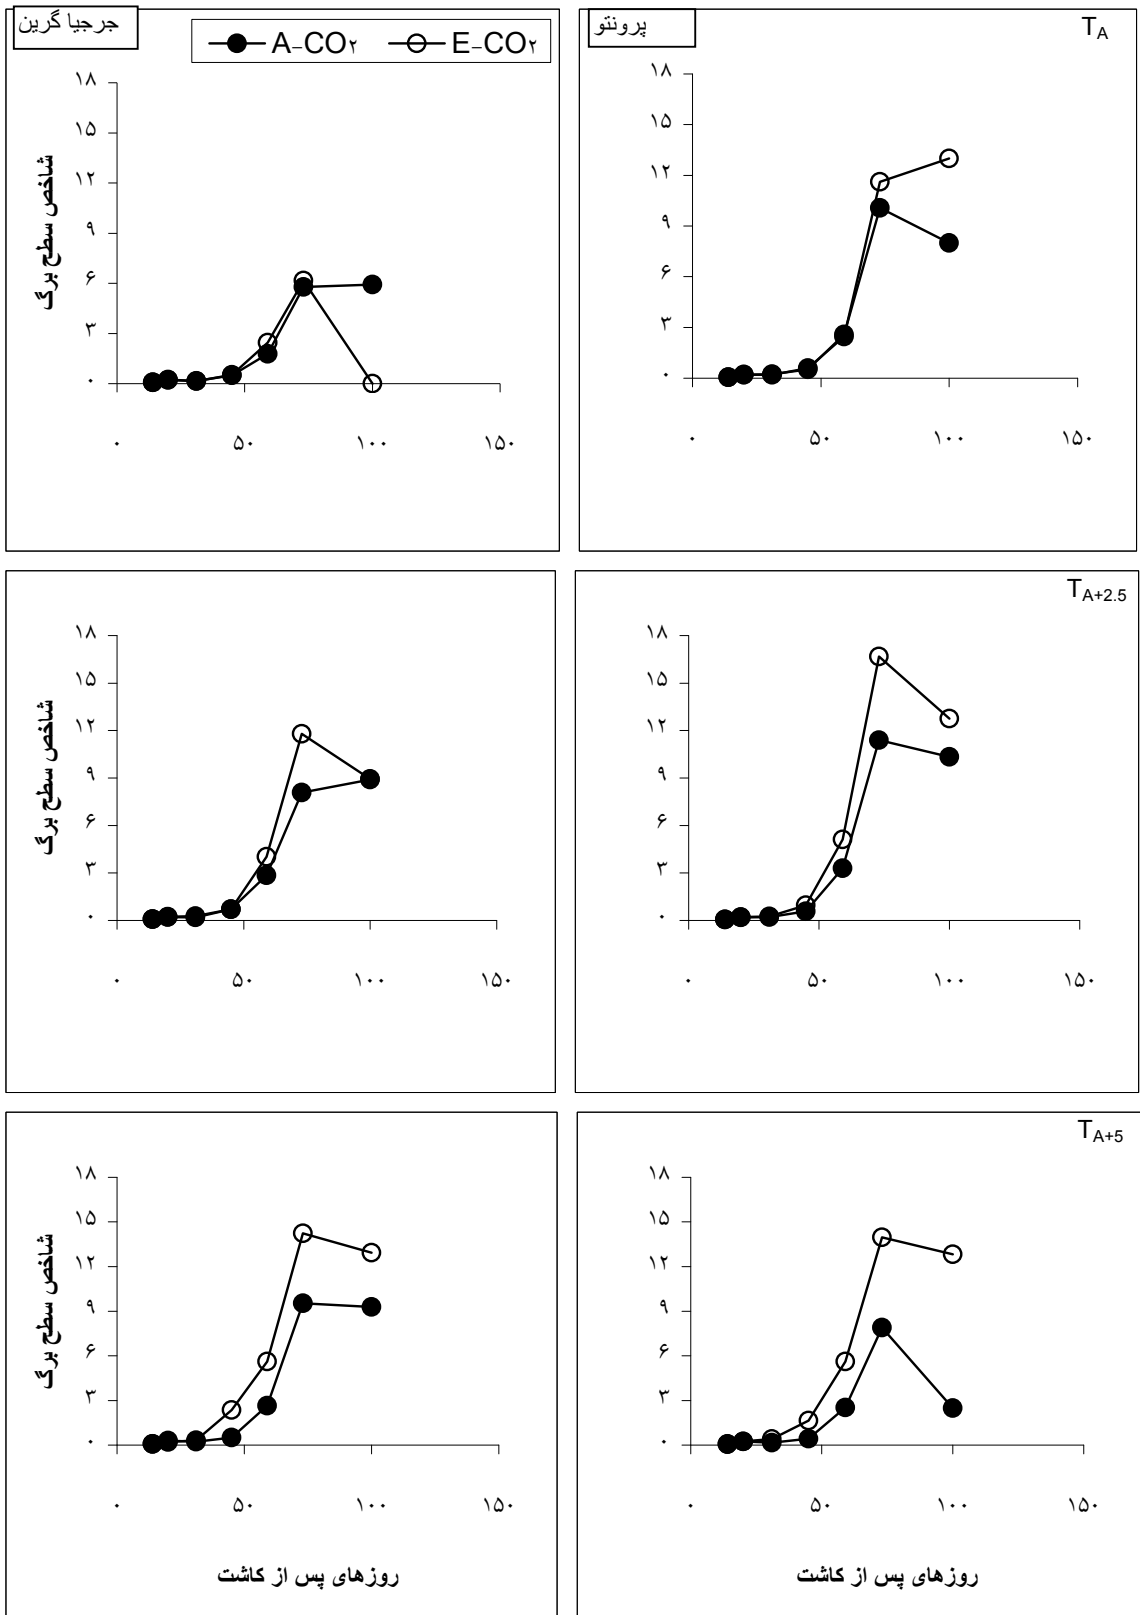 جرجیا گرین
A-CO۲
E-CO۲
شاخص سطح برگ
۱۸
۱۵
۱۲
۹
۶
۳
۰
۰ ۵۰ ۱۰۰ ۱۵۰
پرونتو
TA
۱۸
۱۵
۱۲
۹
۶
۳
۰
۰ ۵۰ ۱۰۰ ۱۵۰
شاخص سطح برگ
۱۸
۱۵
۱۲
۹
۶
۳
۰
۰ ۵۰ ۱۰۰ ۱۵۰
TA+2.5
۱۸
۱۵
۱۲
۹
۶
۳
۰
۰ ۵۰ ۱۰۰ ۱۵۰
شاخص سطح برگ
۱۸
۱۵
۱۲
۹
۶
۳
۰
۰ ۵۰ ۱۰۰ ۱۵۰
روزهای پس از کاشت
TA+5
۱۸
۱۵
۱۲
۹
۶
۳
۰
۰ ۵۰ ۱۰۰ ۱۵۰
روزهای پس از کاشت